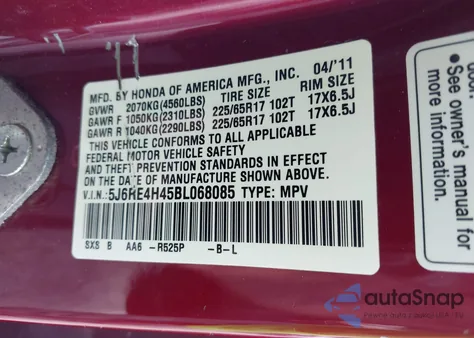 MFD. BY HONDA OF AMERICA MFG., INC. 04/'11
GVWR 2070KG(4560LBS) TIRE SIZE RIM SIZE
GAWR F 1050KG(2310LBS) 225/65R17 102T 17X6.5J
GAWR R 1040KG(2290LBS) 225/65R17 102T 17X6.5J
THIS VEHICLE CONFORMS TO ALL APPLICABLE
FEDERAL MOTOR VEHICLE SAFETY, BUMPER,
AND THEFT PREVENTION STANDARDS IN EFFECT
ON THE DATE OF MANUFACTURE SHOWN ABOVE.
V.I.N.: 5J6RE4H45BL068085 TYPE: MPV
SXS B AA6 -R525P -B-L
information.
See owner's manual for
autoSnap